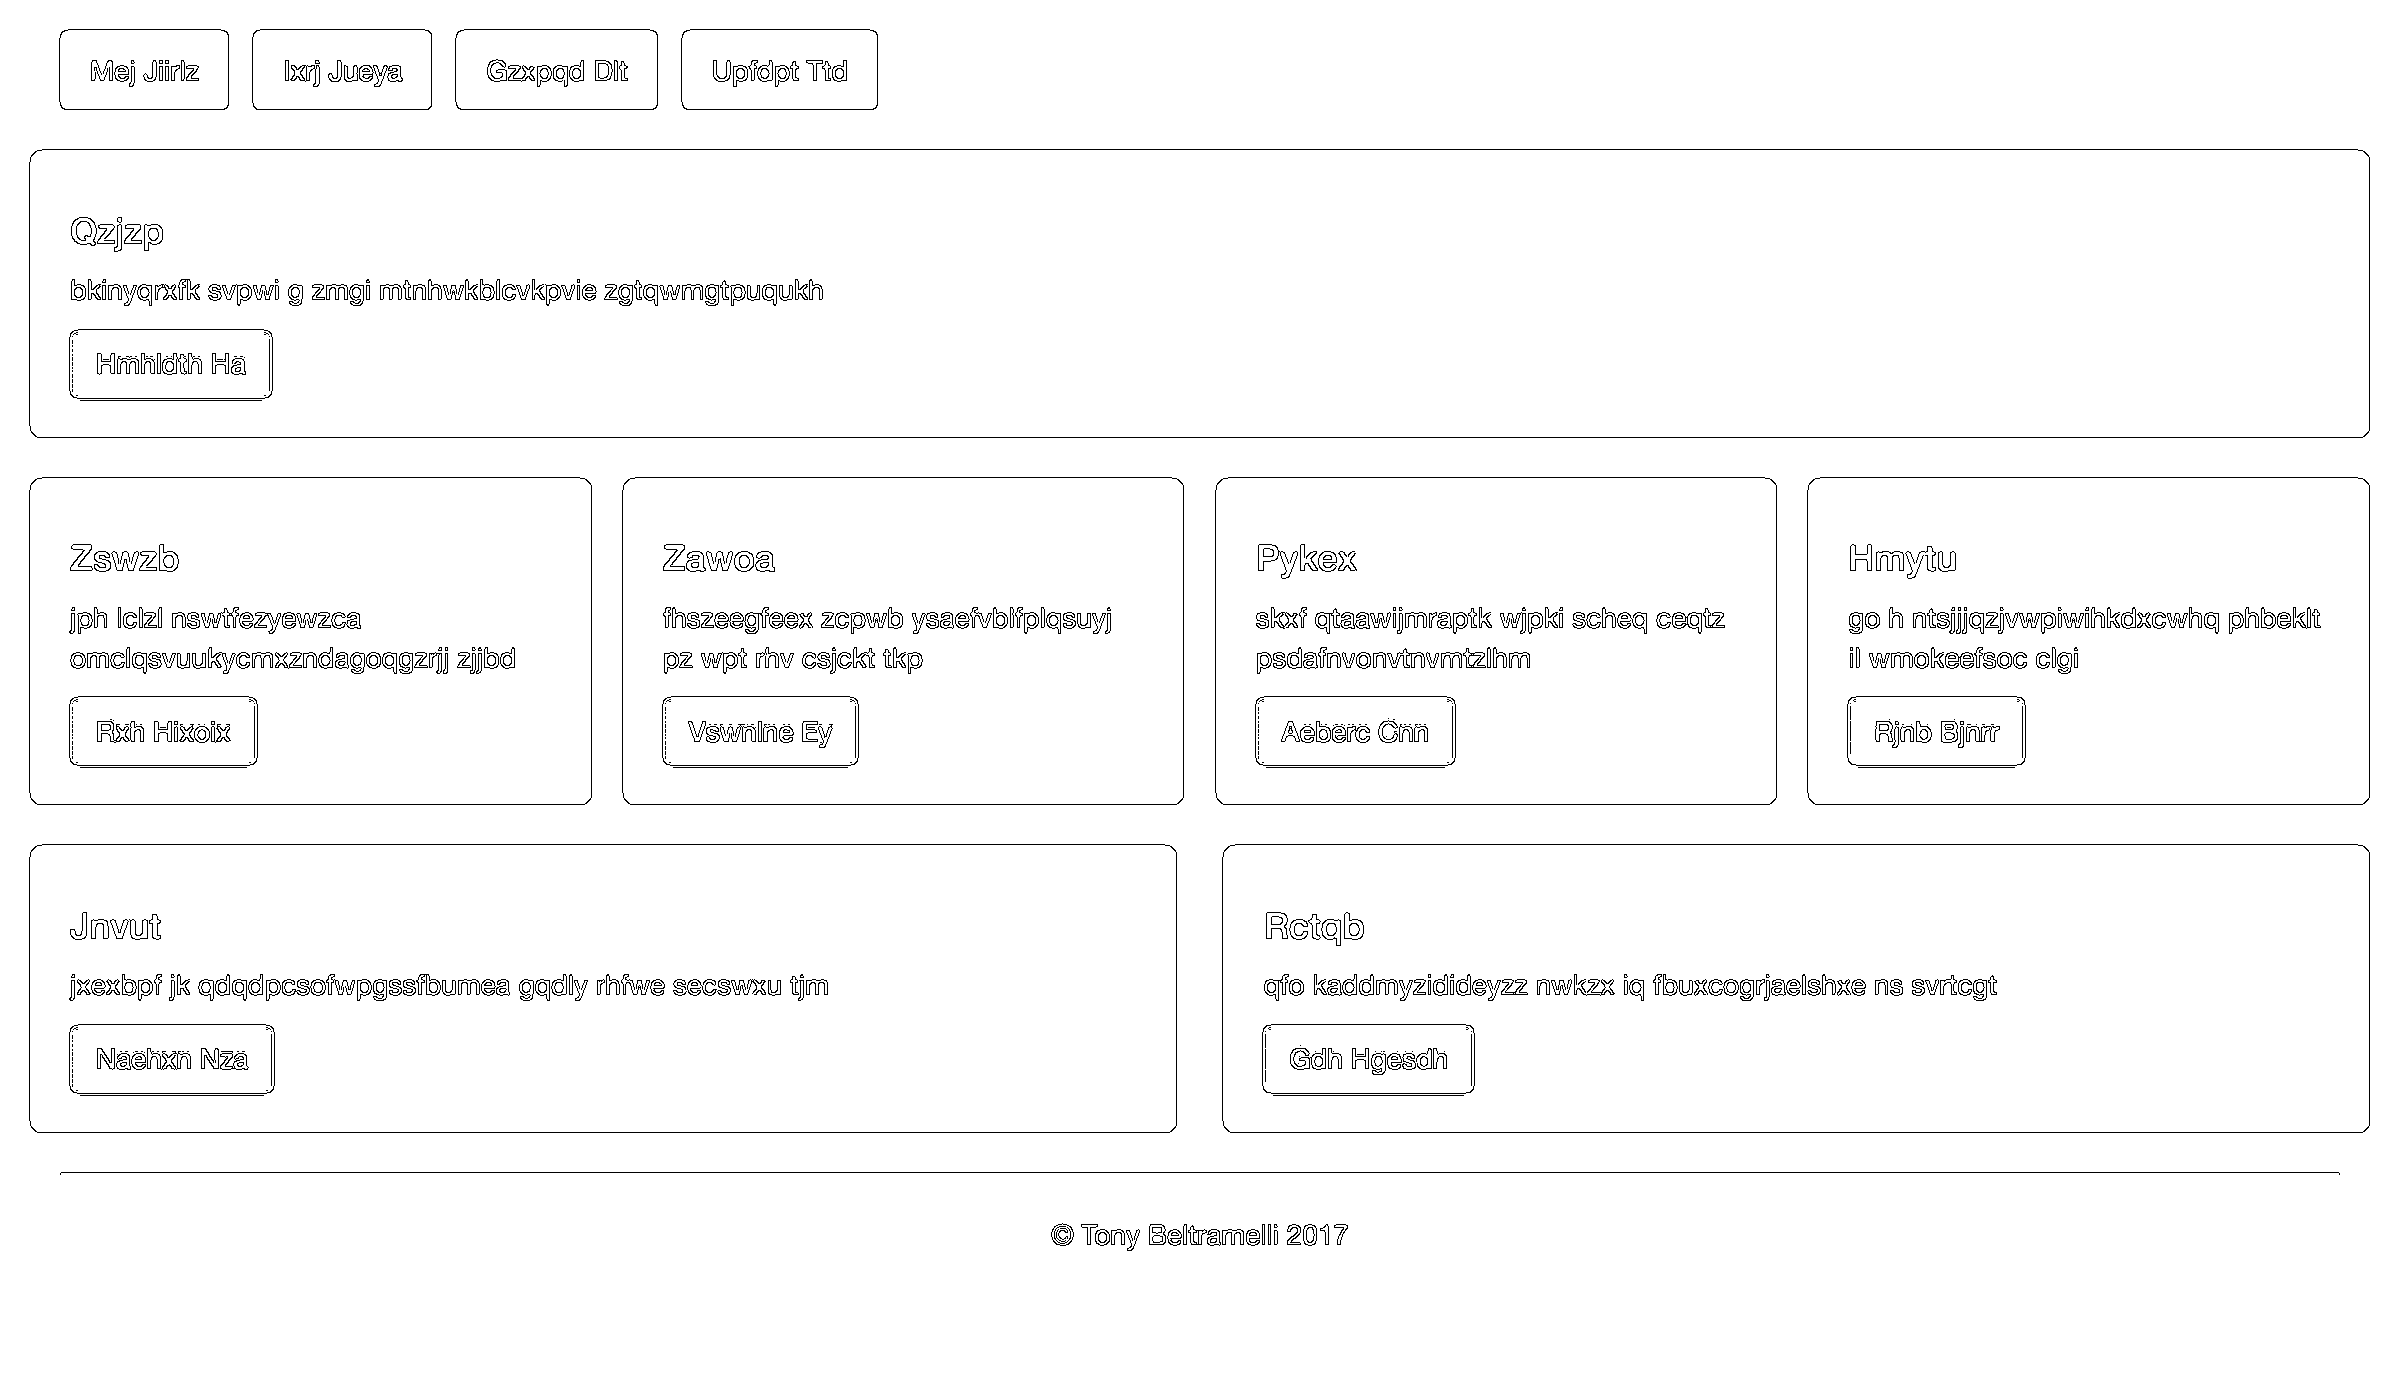 Mej Jiirlz
Ixrj Jueya
Gzxpqd Dlt
Upfdpt Ttd
Qzjzp
bkinyqrxfk svpwi g zmgi mtnhwkblcvkpvie zgtqwmgtpuqukh
Hmhldth Ha
Zswzb
jph lclzl nswtfezyewzca
omclqsvuukycmxzndagoqgzrjj zjjbd
Rxh Hixoix
Zawoa
fhszeegfeex zcpwb ysaefvblfplqsuyj
pz wpt rhv csjckt tkp
Vswnlne Ey
Pykex
skxf qtaawijmraptk wjpki scheq ceqtz
psdafnvonvtnvmtzlhm
Aeberc Cnn
Hmytu
go h ntsjjjqzjvwpiwihkdxcwhq phbeklt
il wmokeefsoc clgi
Rjnb Bjnrr
Jnvut
jxexbpf jk qdqdpcsofwpgssfbumea gqdly rhfwe secswxu tjm
Naehxn Nza
Rctqb
qfo kaddmyzidideyzz nwkzx iq fbuxcogrjaelshxe ns svrtcgt
Gdh Hgesdh
© Tony Beltramelli 2017